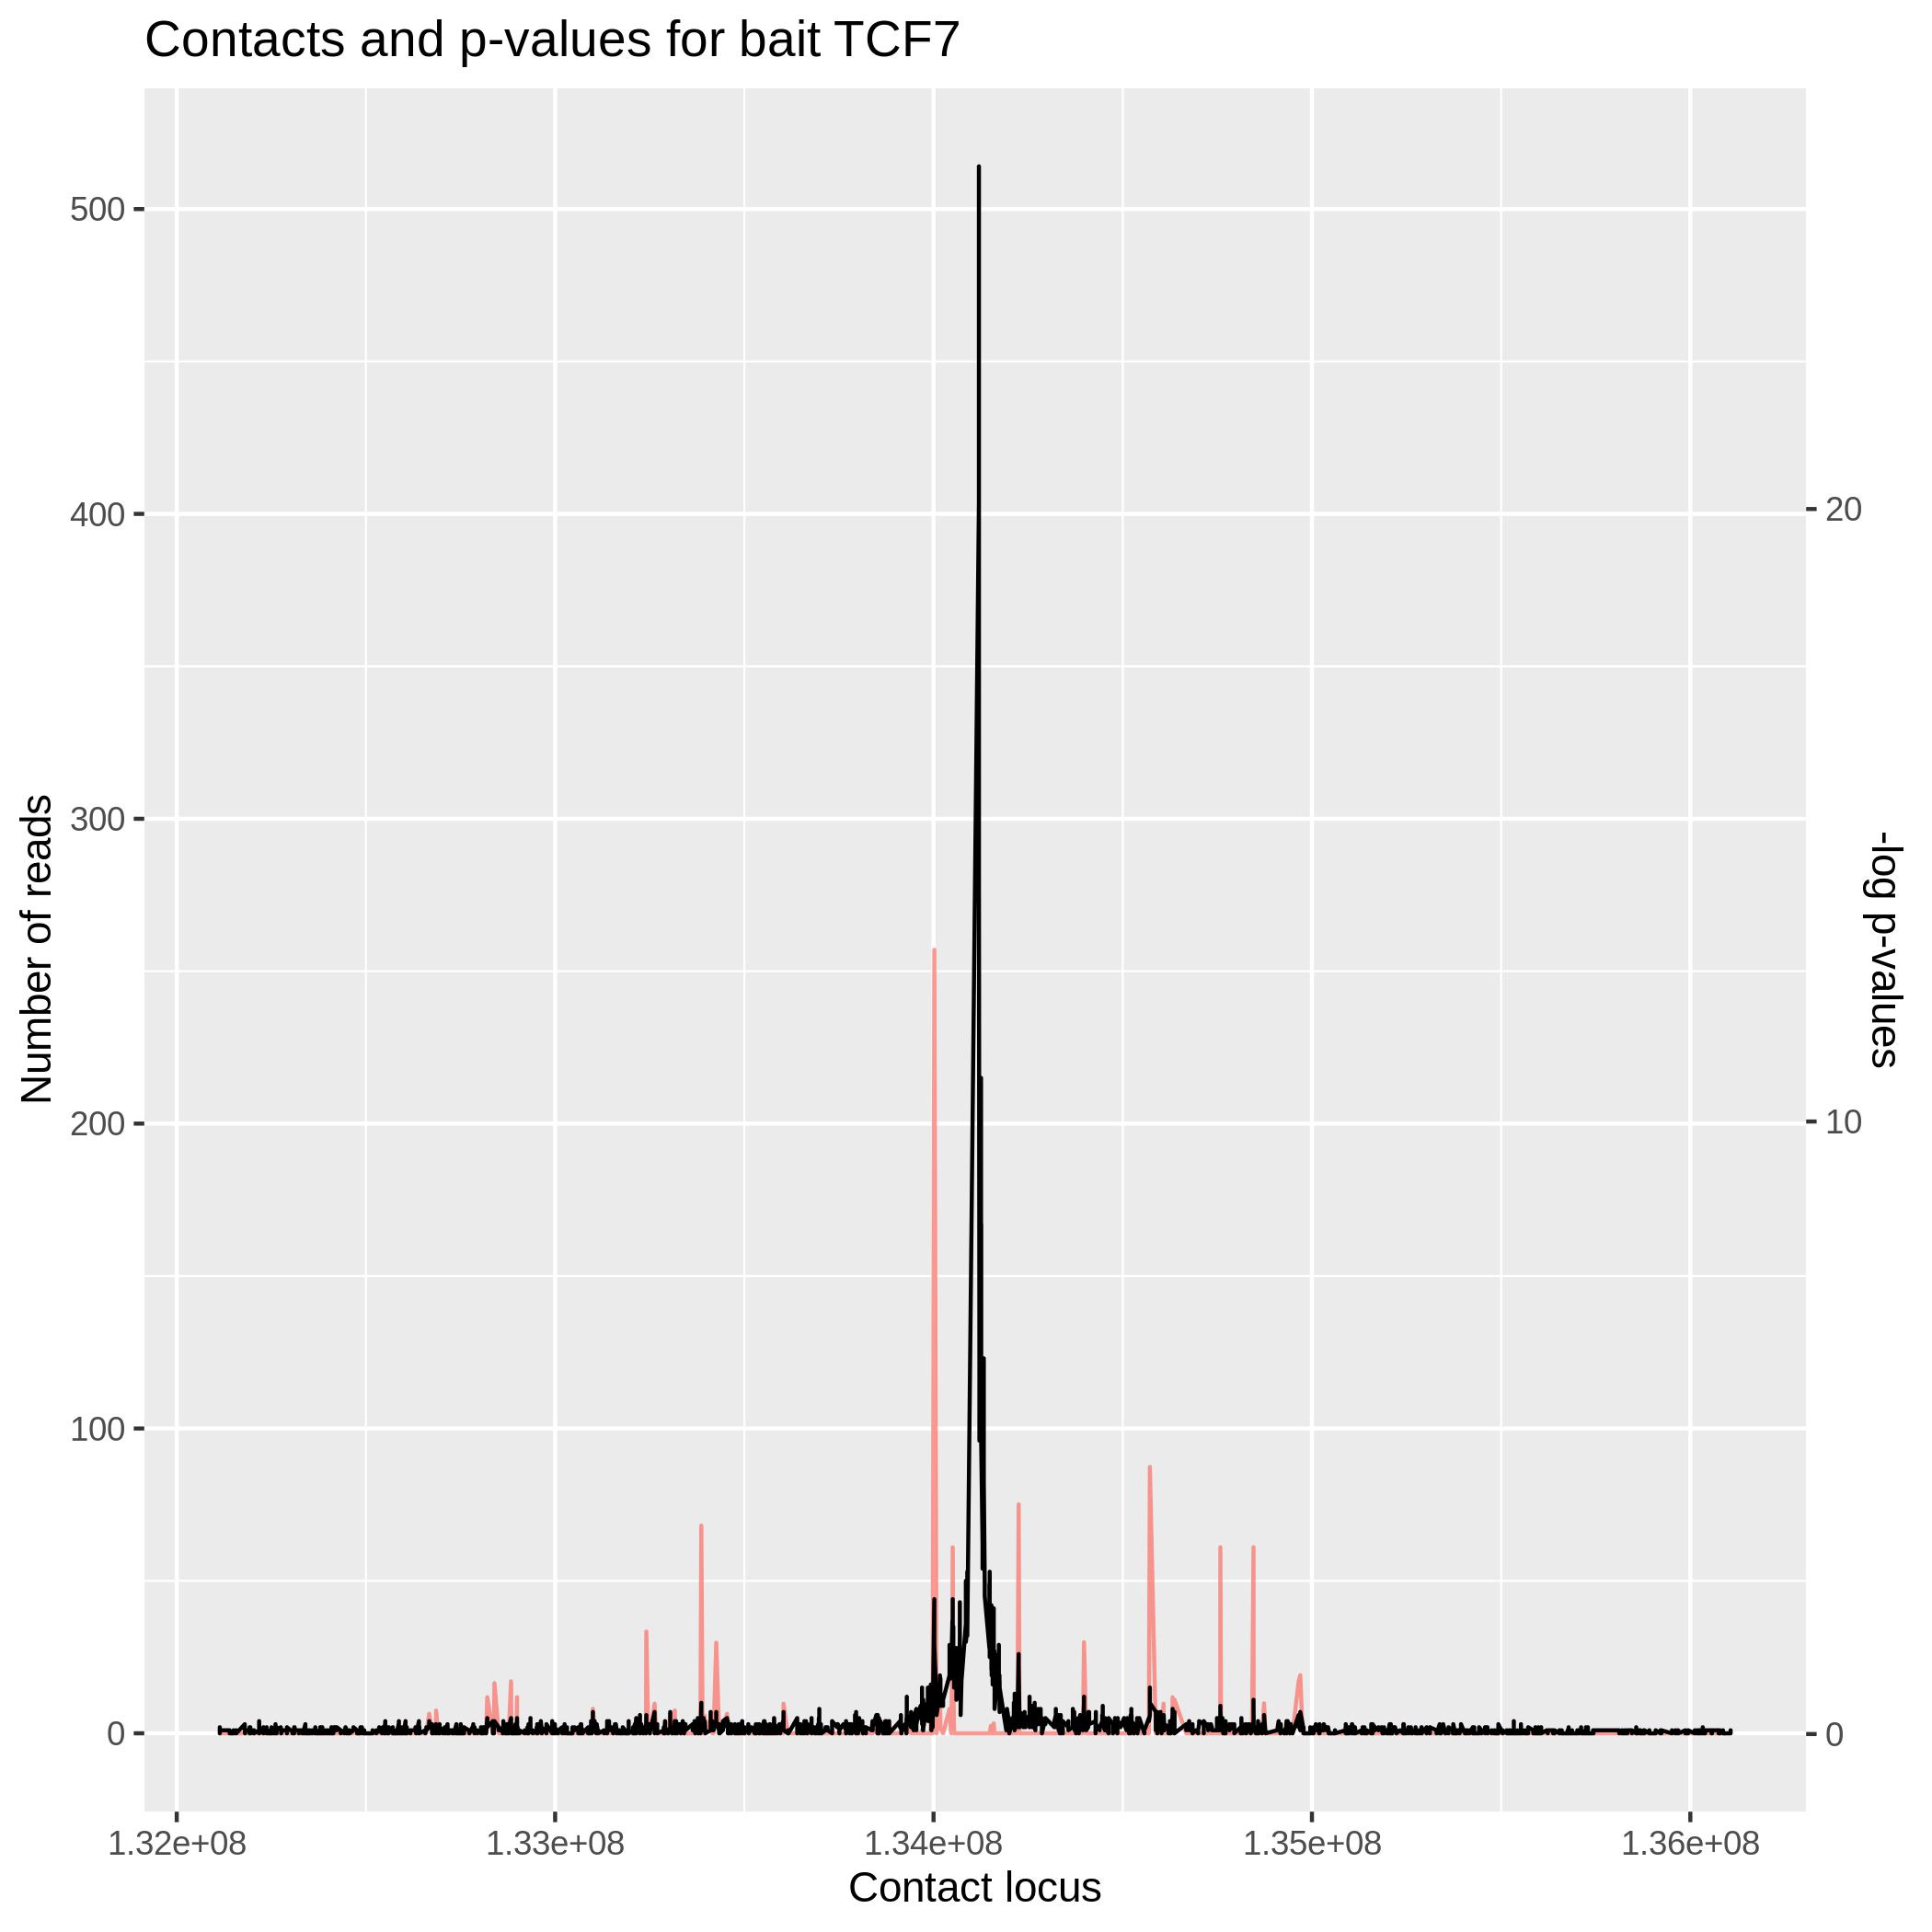 Contacts and p-values for bait TCF7
Number of reads
500
400
300
200
100
0
20
10
0
-log p-values
1.32e+08 1.33e+08 1.34e+08 1.35e+08 1.36e+08
Contact locus